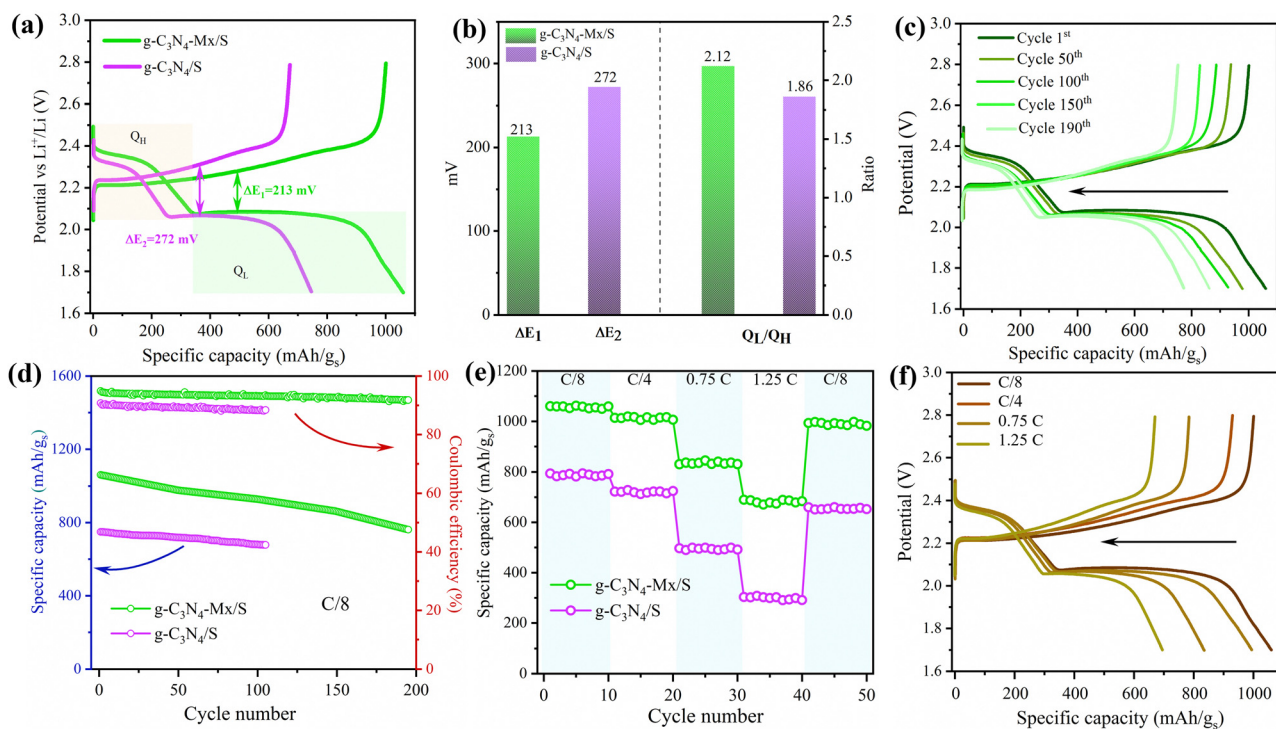 (a)
3.0
2.8
2.6
2.4
2.2
2.0
1.8
1.6
Potential vs Li⁺/Li (V)
g-C₃N₄-Mx/S
g-C₃N₄/S
Q_H
ΔE₁=213 mV
ΔE₂=272 mV
Q_L
0 200 400 600 800 1000
Specific capacity (mAh/gₛ)
(b)
300
200
100
0
mV
g-C₃N₄-Mx/S
g-C₃N₄/S
213
272
2.12
1.86
2.5
2.0
1.5
1.0
0.5
0.0
Ratio
ΔE₁ ΔE₂ Q_L/Q_H
(c)
3.0
2.8
2.6
2.4
2.2
2.0
1.8
1.6
Potential (V)
Cycle 1ˢᵗ
Cycle 50ᵗʰ
Cycle 100ᵗʰ
Cycle 150ᵗʰ
Cycle 190ᵗʰ
0 200 400 600 800 1000
Specific capacity (mAh/gₛ)
(d)
1600
1400
1200
1000
800
600
400
200
0
Specific capacity (mAh/gₛ)
100
80
60
40
20
0
Coulombic efficiency (%)
g-C₃N₄-Mx/S
g-C₃N₄/S
C/8
0 50 100 150 200
Cycle number
(e)
1200
1000
800
600
400
200
0
Specific capacity (mAh/gₛ)
C/8 C/4 0.75 C 1.25 C C/8
g-C₃N₄-Mx/S
g-C₃N₄/S
0 10 20 30 40 50
Cycle number
(f)
3.0
2.8
2.6
2.4
2.2
2.0
1.8
1.6
Potential (V)
C/8
C/4
0.75 C
1.25 C
0 200 400 600 800 1000
Specific capacity (mAh/gₛ)